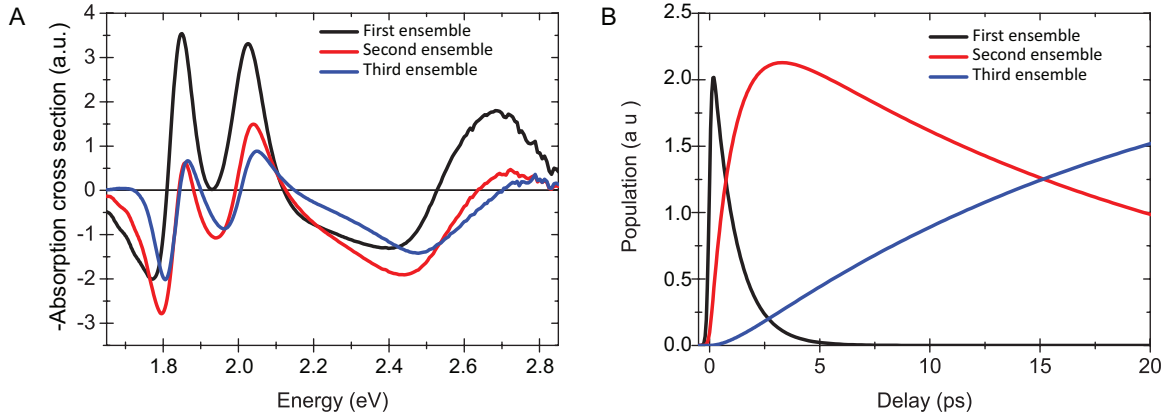 A
-Absorption cross section (a.u.)
4
3
2
1
0
-1
-2
-3
First ensemble
Second ensemble
Third ensemble
1.8
2.0
2.2
2.4
2.6
2.8
Energy (eV)
B
Population (a u )
2.5
2.0
1.5
1.0
0.5
0.0
First ensemble
Second ensemble
Third ensemble
0
5
10
15
20
Delay (ps)